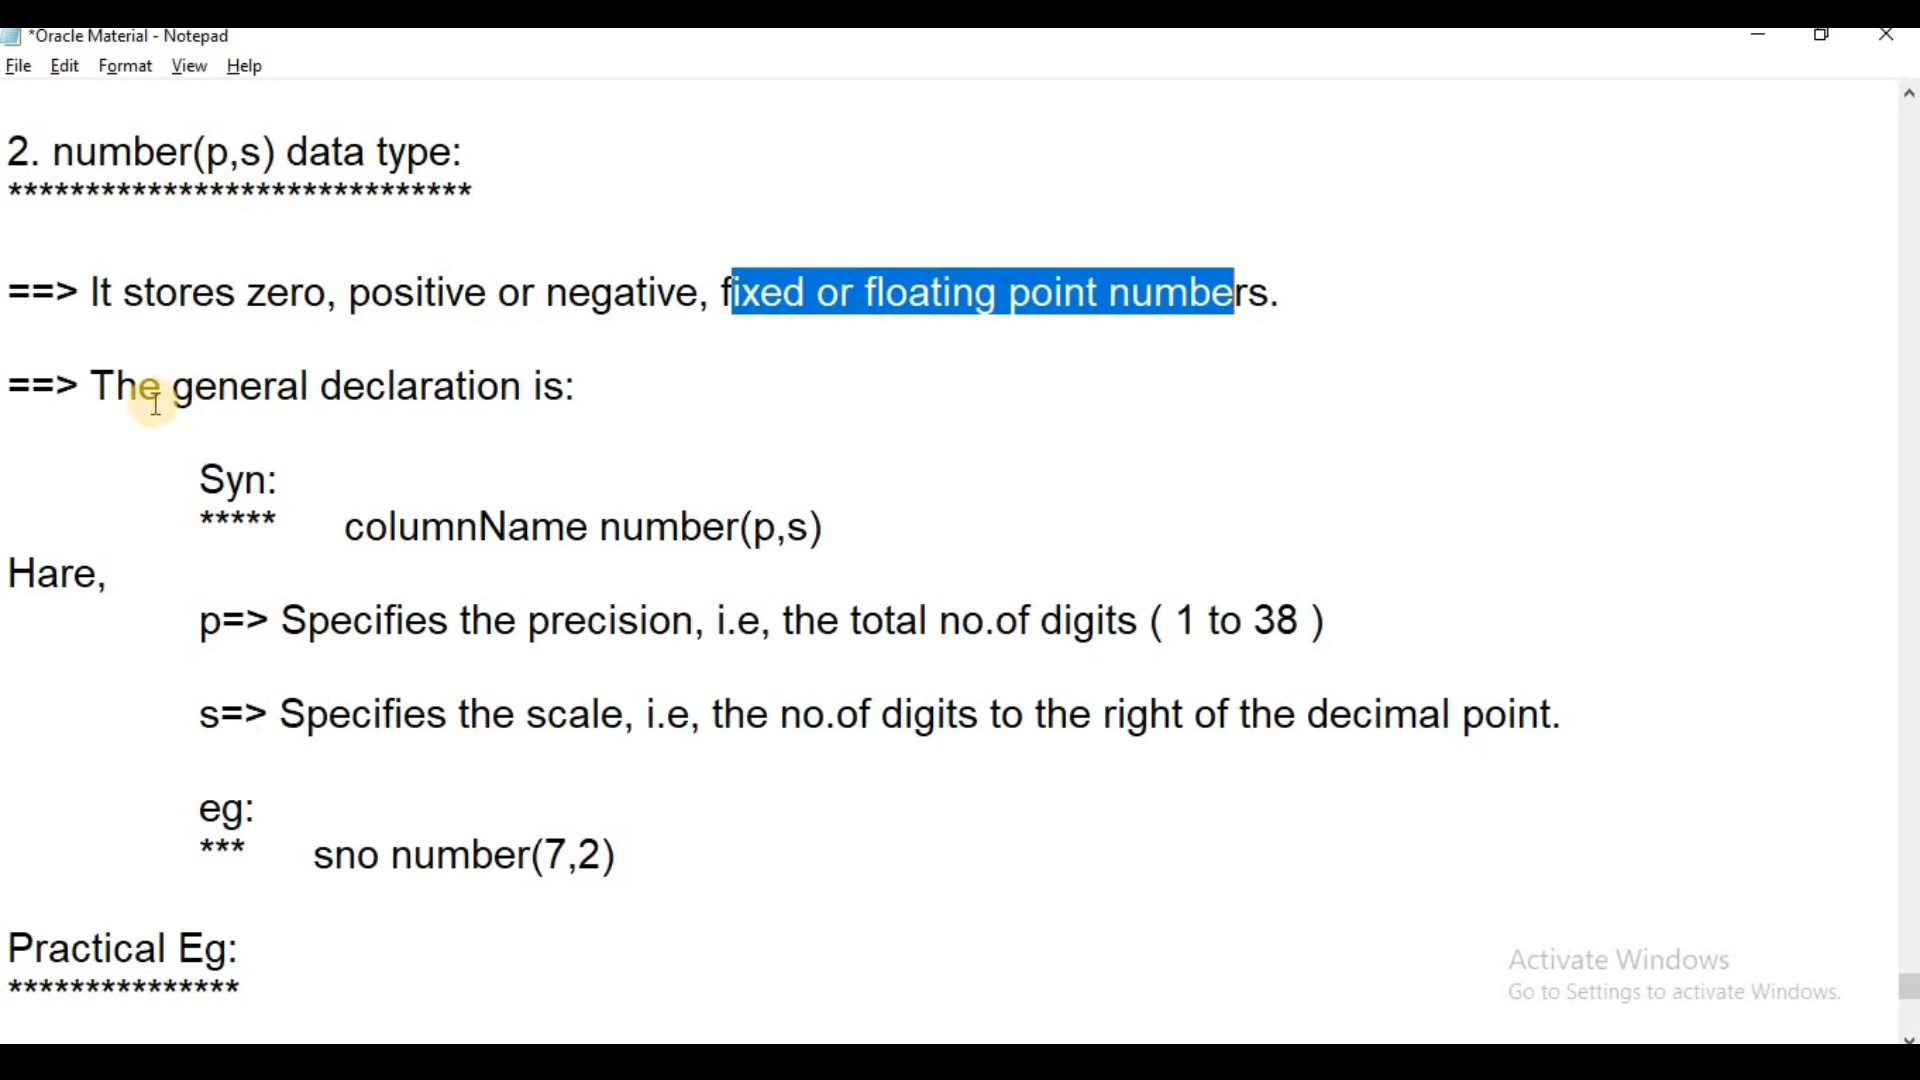 *Oracle Material - Notepad
File Edit Format View Help
2. number(p,s) data type:
******************************
==> It stores zero, positive or negative, fixed or floating point numbers.
==> The general declaration is:
Syn:
***** columnName number(p,s)
Hare,
p=> Specifies the precision, i.e, the total no.of digits ( 1 to 38 )
s=> Specifies the scale, i.e, the no.of digits to the right of the decimal point.
eg:
*** sno number(7,2)
Practical Eg:
***************
Activate Windows
Go to Settings to activate Windows.